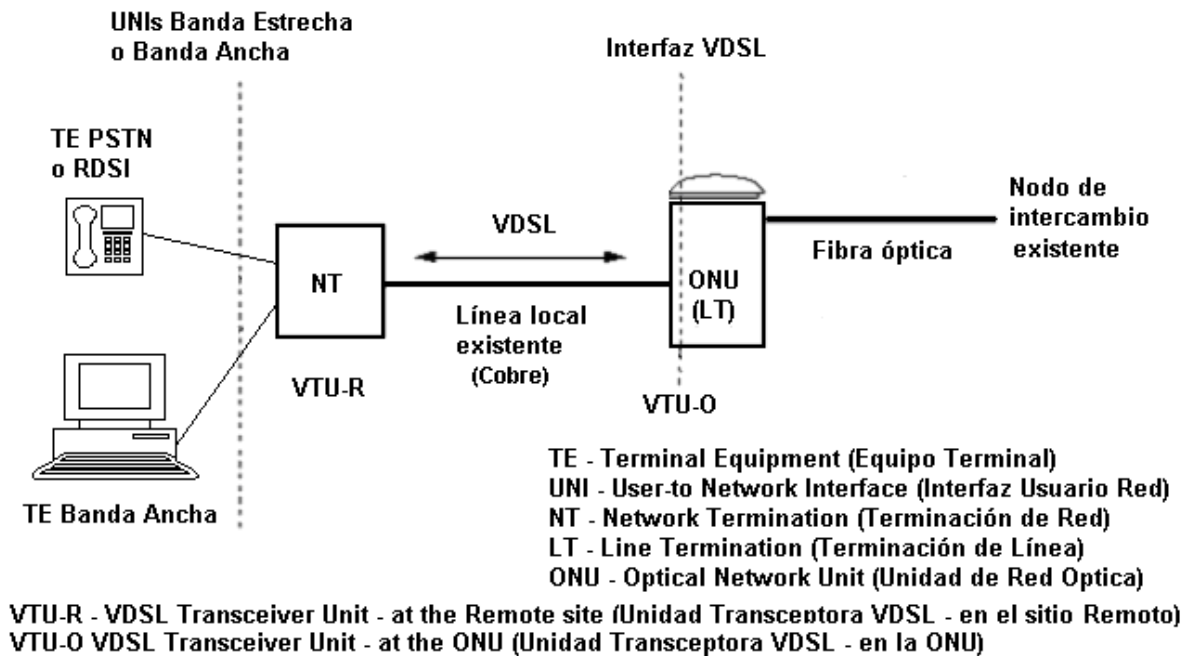 UNIs Banda Estrecha
o Banda Ancha
Interfaz VDSL
TE PSTN
o RDSI
Nodo de
intercambio
existente
VDSL
Fibra óptica
NT
ONU
(LT)
Línea local
existente
(Cobre)
VTU-R
VTU-O
TE Banda Ancha
TE - Terminal Equipment (Equipo Terminal)
UNI - User-to Network Interface (Interfaz Usuario Red)
NT - Network Termination (Terminación de Red)
LT - Line Termination (Terminación de Línea)
ONU - Optical Network Unit (Unidad de Red Optica)
VTU-R - VDSL Transceiver Unit - at the Remote site (Unidad Transceptora VDSL - en el sitio Remoto)
VTU-O VDSL Transceiver Unit - at the ONU (Unidad Transceptora VDSL - en la ONU)